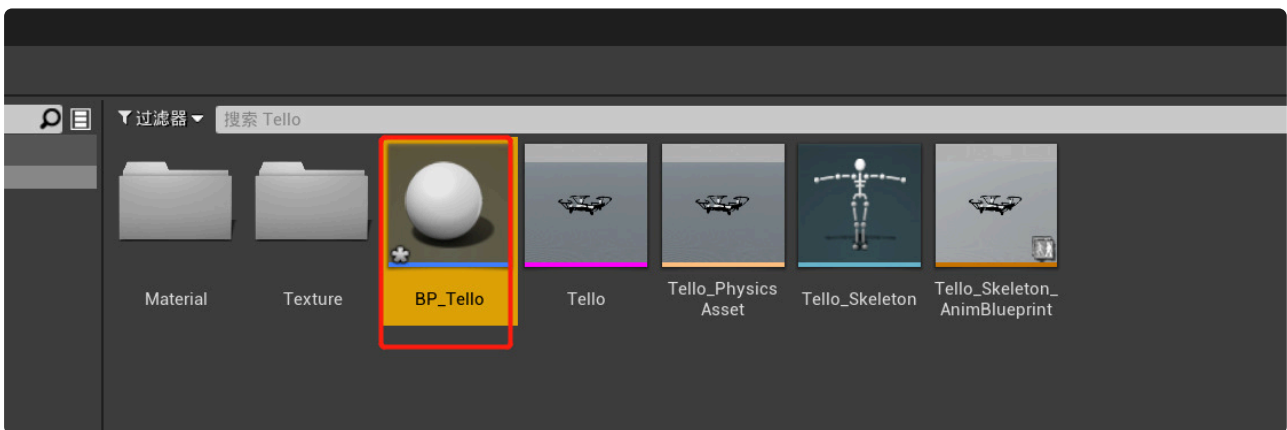 过滤器
搜索 Tello
Material
Texture
BP_Tello
Tello
Tello_Physics
Asset
Tello_Skeleton
Tello_Skeleton_
AnimBlueprint